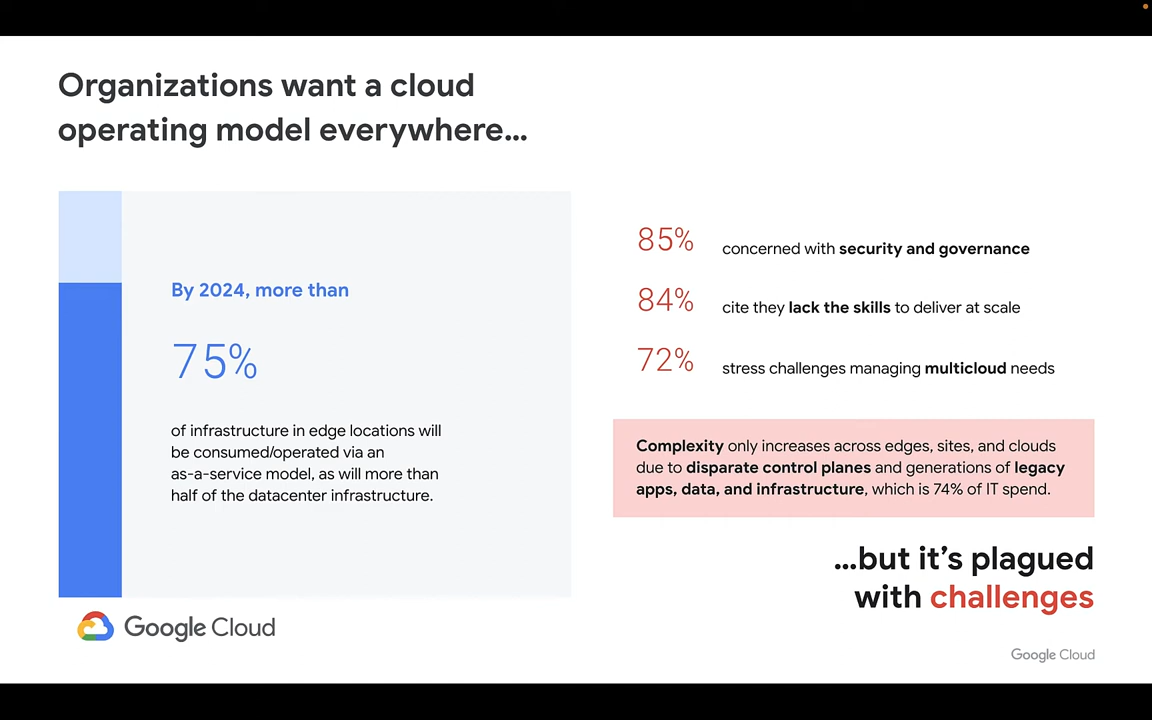 Organizations want a cloud
operating model everywhere...
By 2024, more than
75%
of infrastructure in edge locations will
be consumed/operated via an
as-a-service model, as will more than
half of the datacenter infrastructure.
85% concerned with security and governance
84% cite they lack the skills to deliver at scale
72% stress challenges managing multicloud needs
Complexity only increases across edges, sites, and clouds
due to disparate control planes and generations of legacy
apps, data, and infrastructure, which is 74% of IT spend.
...but it’s plagued
with challenges
Google Cloud
Google Cloud